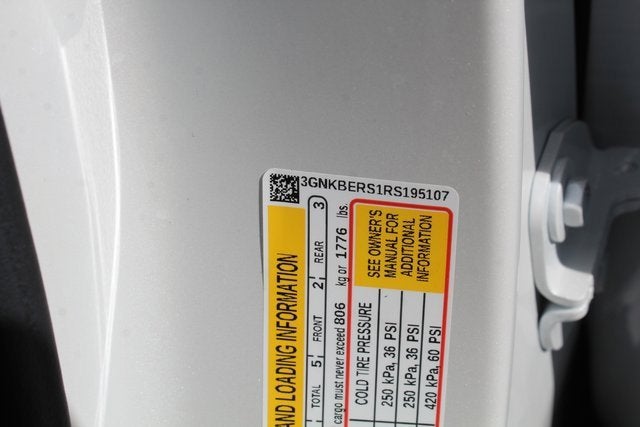 3GNKBERS1RS195107
AND LOADING INFORMATION
TOTAL 5 FRONT 2 REAR 3
cargo must never exceed 806 kg or 1776 lbs.
COLD TIRE PRESSURE
250 kPa, 36 PSI
250 kPa, 36 PSI
420 kPa, 60 PSI
SEE OWNER'S
MANUAL FOR
ADDITIONAL
INFORMATION